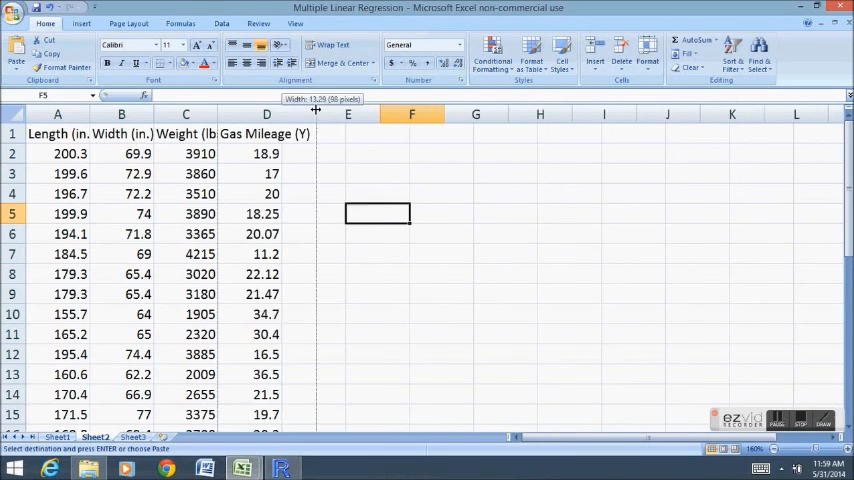 Multiple Linear Regression - Microsoft Excel non-commercial use
Home Insert Page Layout Formulas Data Review View
Paste Cut Copy Format Painter Clipboard
Calibri 11 A A B I U A Font
Wrap Text Merge & Center Alignment
General $ % , Number
Conditional Formatting Format as Table Cell Styles Styles
Insert Delete Format Cells
Σ AutoSum Fill Clear Sort & Filter Find & Select Editing
Width: 13.29 (98 pixels)
F5 fx
A B C D E F G H I J K L
1 Length (in. Width (in.) Weight (lb Gas Mileage (Y)
2 200.3 69.9 3910 18.9
3 199.6 72.9 3860 17
4 196.7 72.2 3510 20
5 199.9 74 3890 18.25
6 194.1 71.8 3365 20.07
7 184.5 69 4215 11.2
8 179.3 65.4 3020 22.12
9 179.3 65.4 3180 21.47
10 155.7 64 1905 34.7
11 165.2 65 2320 30.4
12 195.4 74.4 3885 16.5
13 160.6 62.2 2009 36.5
14 170.4 66.9 2655 21.5
15 171.5 77 3375 19.7
ezvid RECORDER PAUSE STOP DRAW
Sheet1 Sheet2 Sheet3
Select destination and press ENTER or choose Paste 160%
11:59 AM
5/31/2014